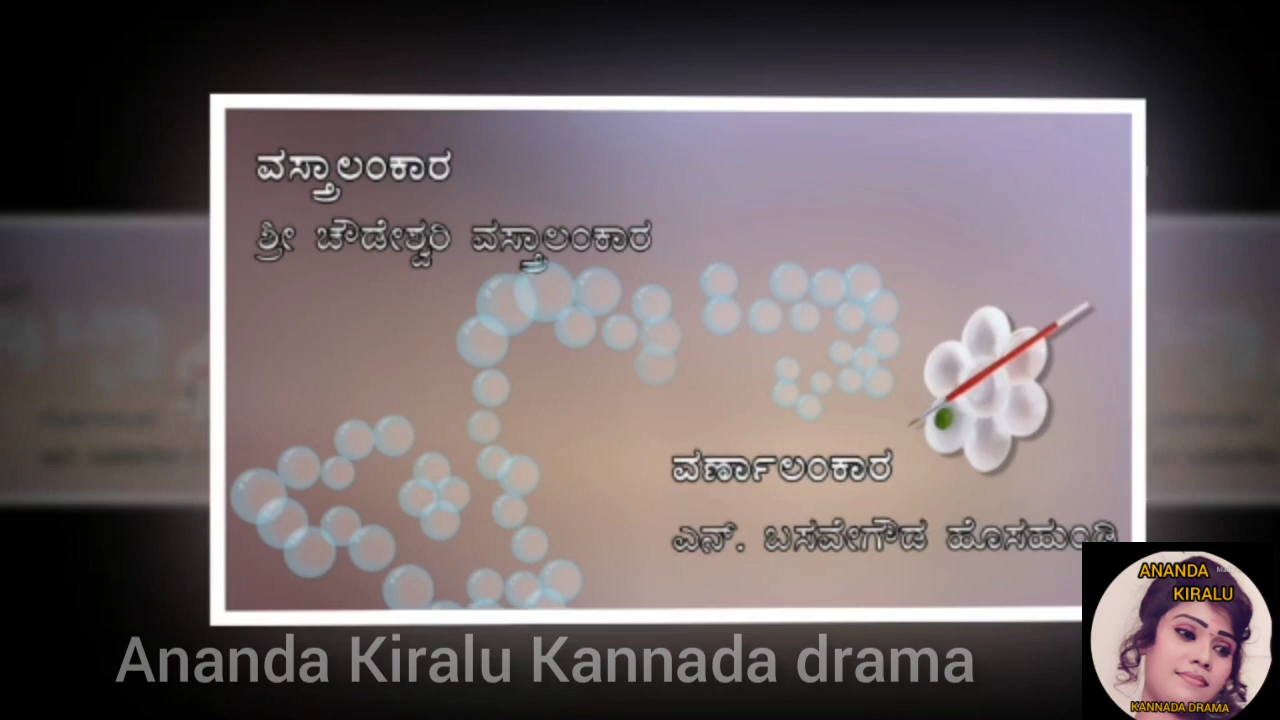 ವಸ್ತ್ರಾಲಂಕಾರ
ಶ್ರೀ ಚೌಡೇಶ್ವರಿ ವಸ್ತ್ರಾಲಂಕಾರ
ವರ್ಣಾಲಂಕಾರ
ಎನ್. ಬಸವೇಗೌಡ ಹೊಸಹುಂಡಿ
Ananda Kiralu Kannada drama
ANANDA
KIRALU
KANNADA DRAMA